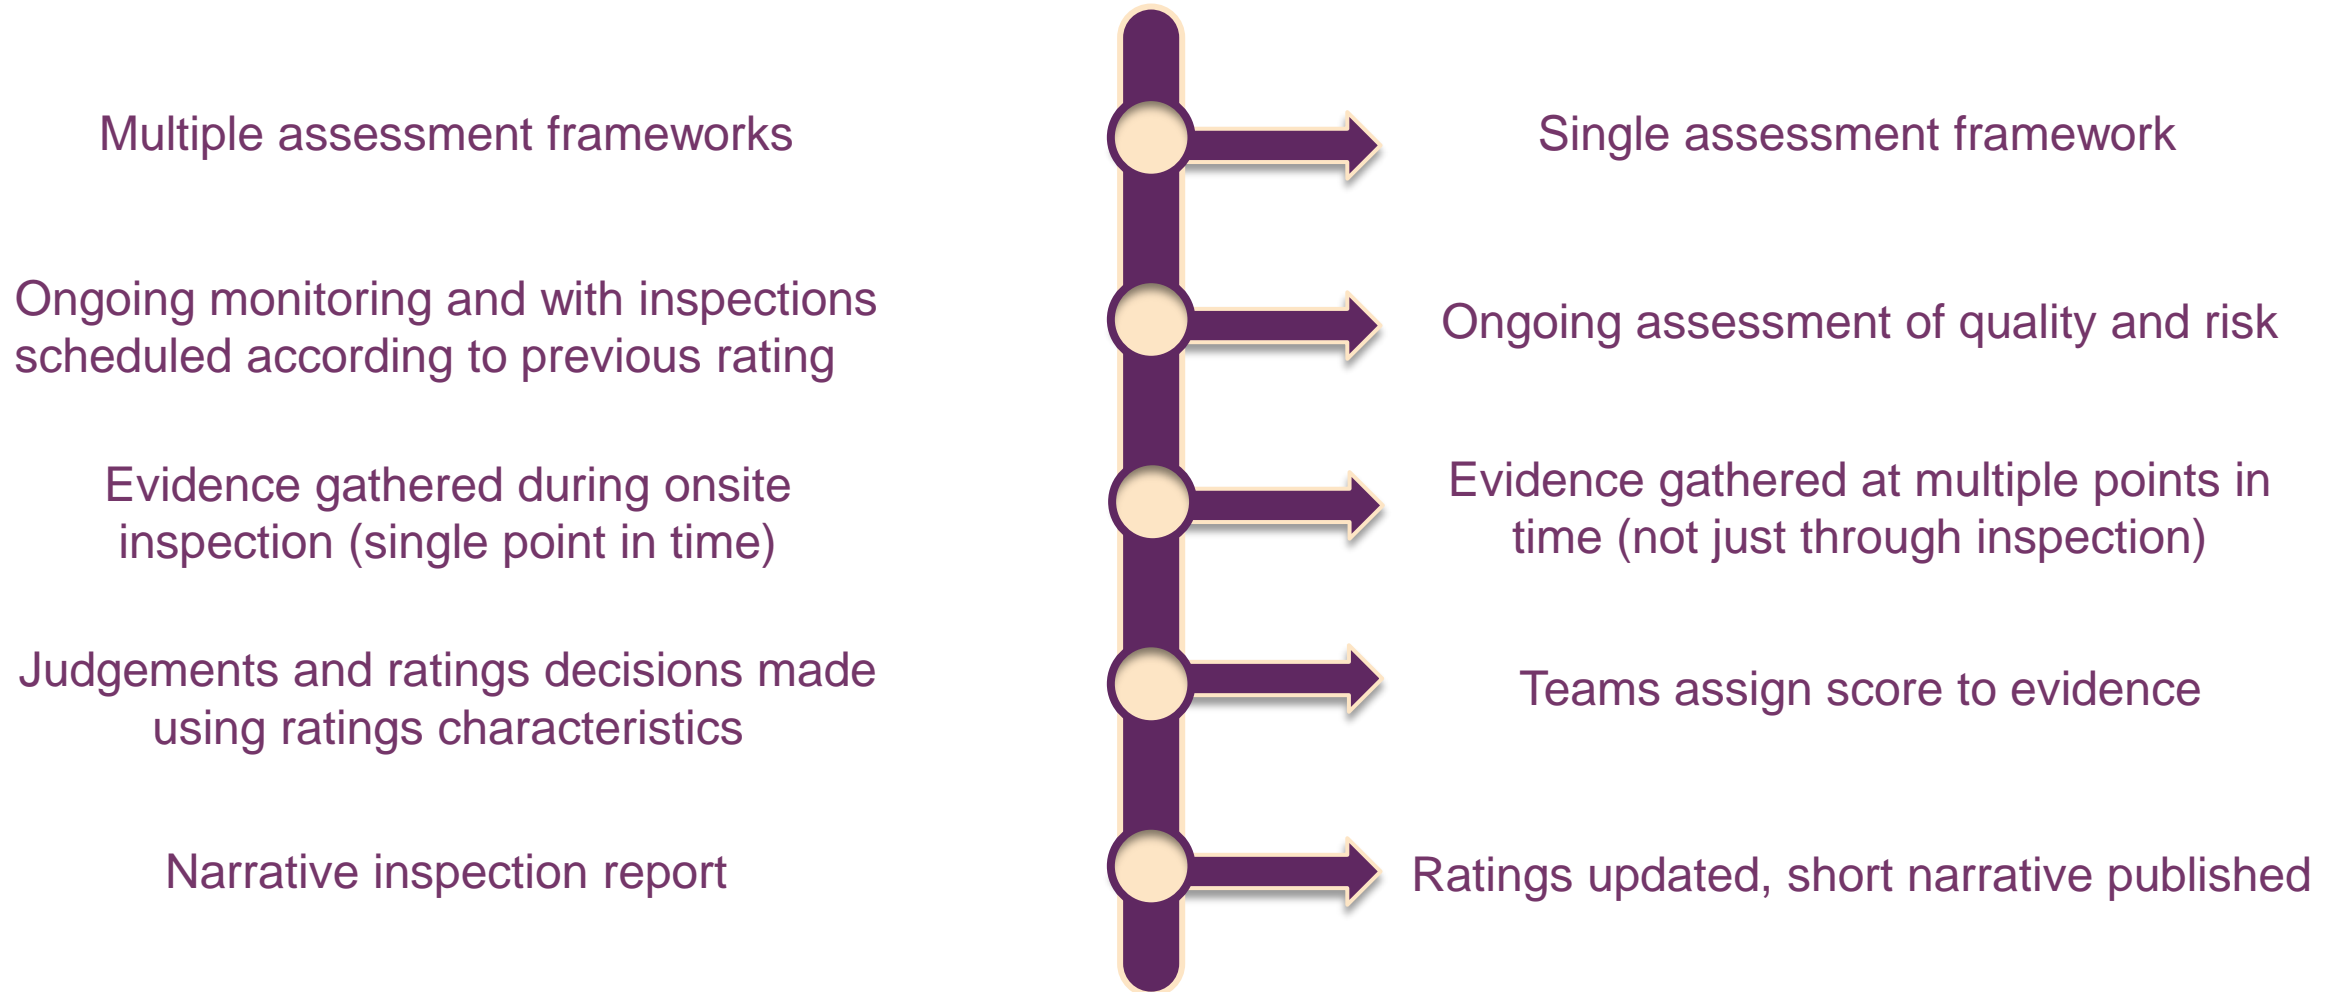 Multiple assessment frameworks
Single assessment framework
Ongoing monitoring and with inspections
scheduled according to previous rating
Ongoing assessment of quality and risk
Evidence gathered during onsite
inspection (single point in time)
Evidence gathered at multiple points in
time (not just through inspection)
Judgements and ratings decisions made
using ratings characteristics
Teams assign score to evidence
Narrative inspection report
Ratings updated, short narrative published